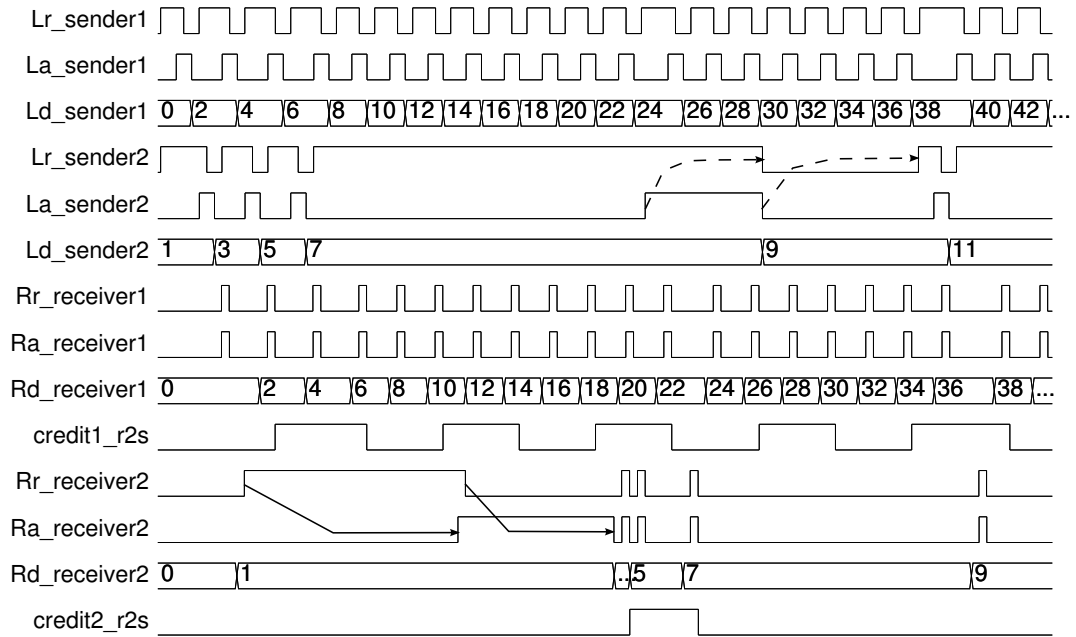 Lr_sender1
La_sender1
Ld_sender1 0 2 4 6 8 10 12 14 16 18 20 22 24 26 28 30 32 34 36 38 40 42 ...
Lr_sender2
La_sender2
Ld_sender2 1 3 5 7 9 11
Rr_receiver1
Ra_receiver1
Rd_receiver1 0 2 4 6 8 10 12 14 16 18 20 22 24 26 28 30 32 34 36 38 ...
credit1_r2s
Rr_receiver2
Ra_receiver2
Rd_receiver2 0 1 ... 5 7 9
credit2_r2s